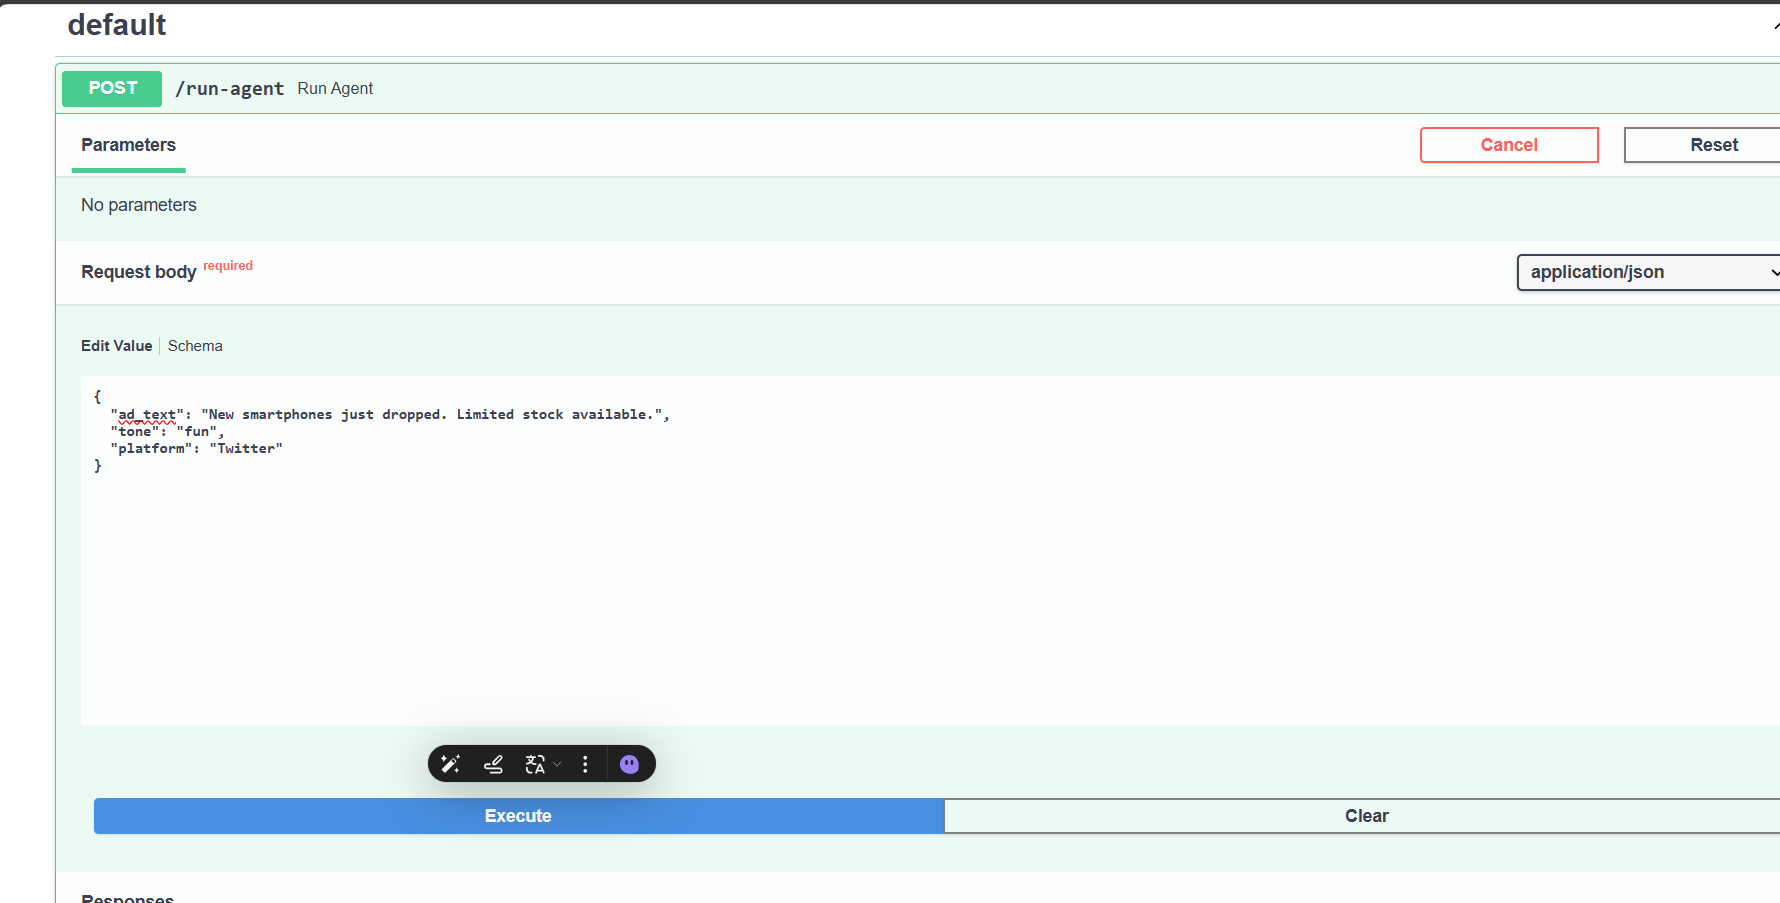 default
POST /run-agent Run Agent
Parameters
Cancel
Reset
No parameters
Request body required
application/json
Edit Value | Schema
{
"ad_text": "New smartphones just dropped. Limited stock available.",
"tone": "fun",
"platform": "Twitter"
}
Execute
Clear
Responses